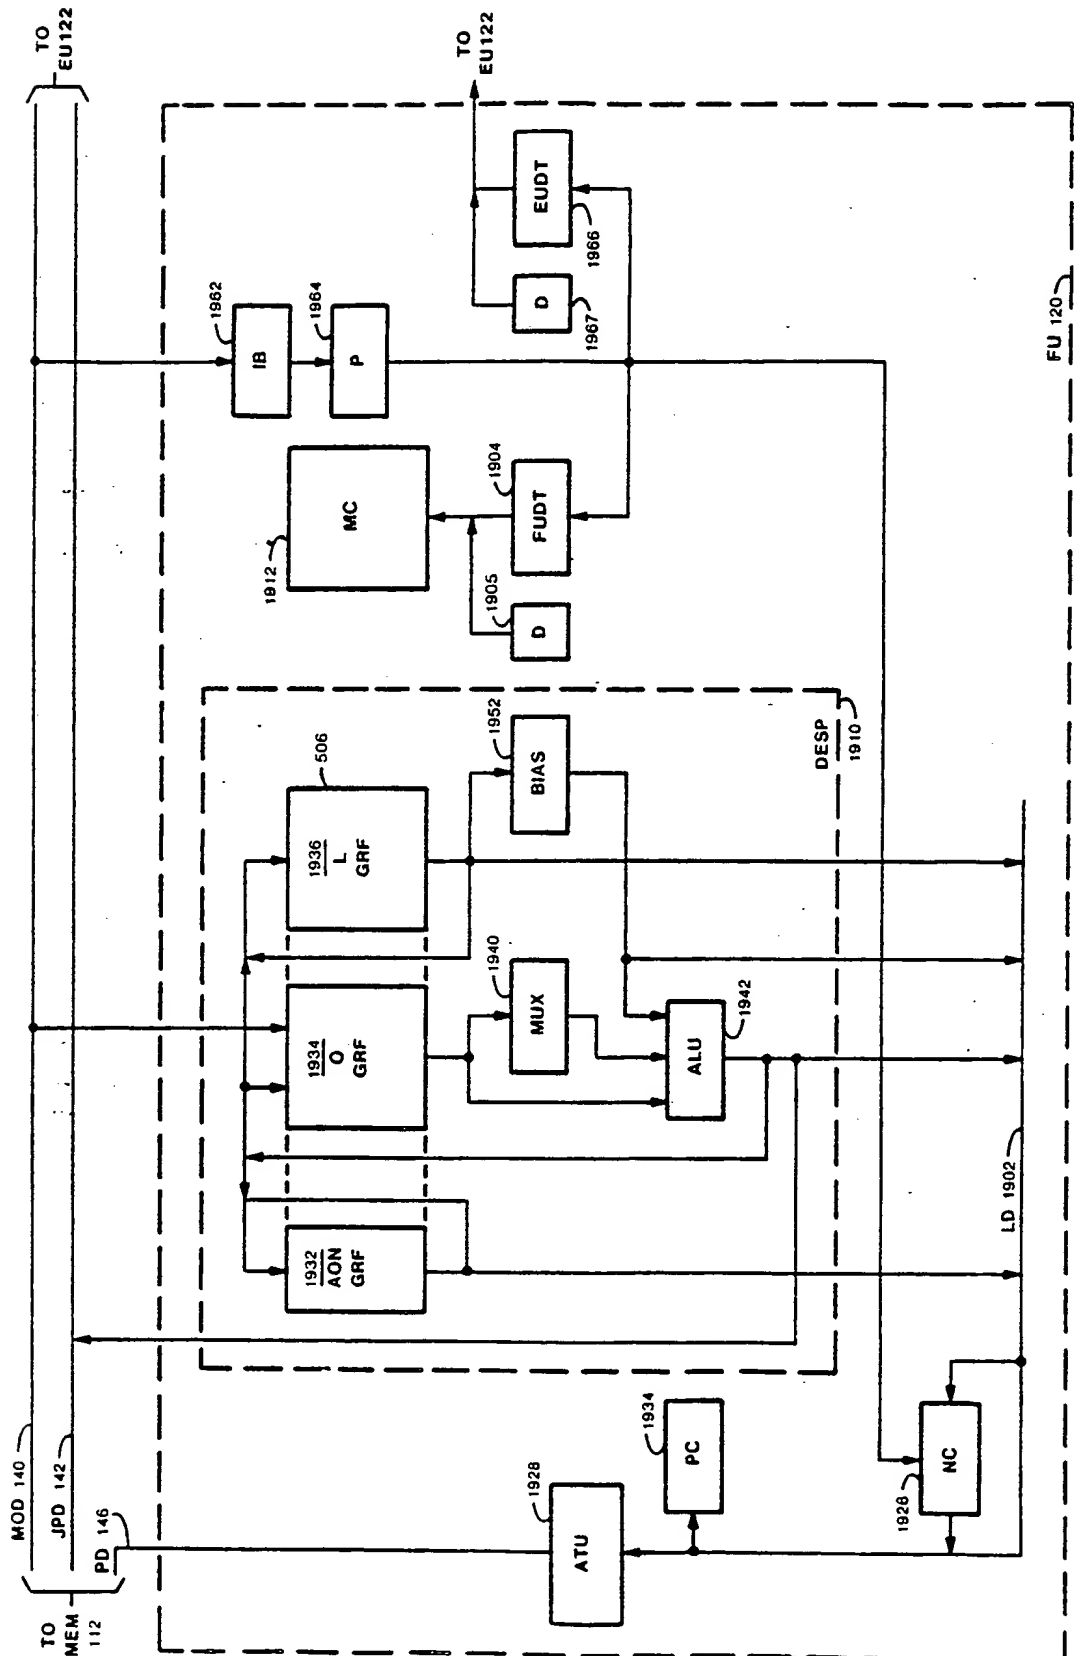 TO
EU122
MOD 140
JPD 142
PD 146
TO
MEM
112
TO
EU122
1962
IB
1964
P
1912
MC
1904
FUDT
1905
D
EUDT
1966
D
1967
506
1936
L
GRF
1934
O
GRF
1932
AON
GRF
1952
BIAS
1940
MUX
1942
ALU
DESP
1910
1934
PC
1928
ATU
1928
NC
LD 1902
FU 120